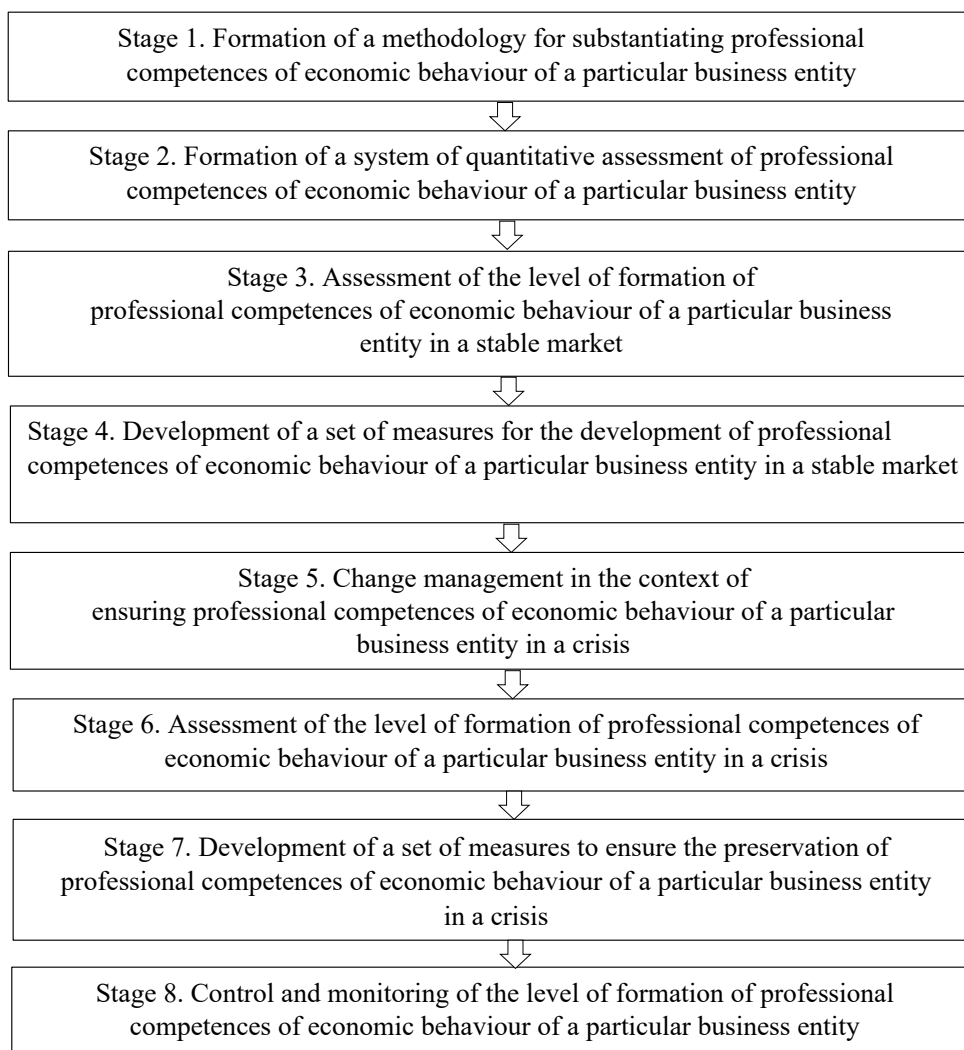 Stage 1. Formation of a methodology for substantiating professional
competences of economic behaviour of a particular business entity
Stage 2. Formation of a system of quantitative assessment of professional
competences of economic behaviour of a particular business entity
Stage 3. Assessment of the level of formation of
professional competences of economic behaviour of a particular business
entity in a stable market
Stage 4. Development of a set of measures for the development of professional
competences of economic behaviour of a particular business entity in a stable market
Stage 5. Change management in the context of
ensuring professional competences of economic behaviour of a particular
business entity in a crisis
Stage 6. Assessment of the level of formation of professional competences of
economic behaviour of a particular business entity in a crisis
Stage 7. Development of a set of measures to ensure the preservation of
professional competences of economic behaviour of a particular business entity
in a crisis
Stage 8. Control and monitoring of the level of formation of professional
competences of economic behaviour of a particular business entity